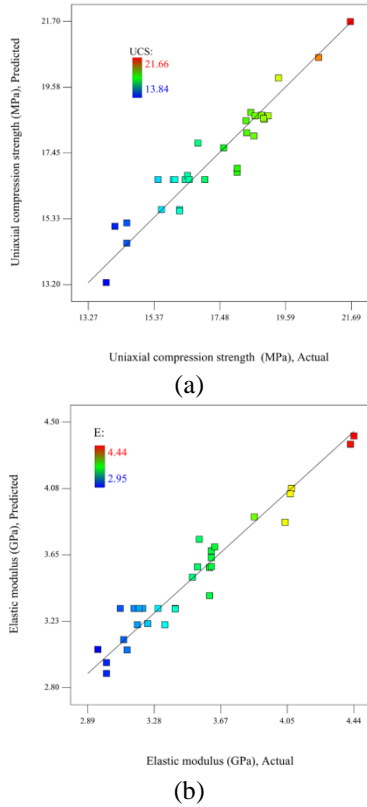 (a)
21.70
19.58
17.45
15.33
13.20
Uniaxial compression strength (MPa), Predicted
UCS:
21.66
13.84
13.27 15.37 17.48 19.59 21.69
Uniaxial compression strength (MPa), Actual
(a)
4.50
4.08
3.65
3.23
2.80
Elastic modulus (GPa), Predicted
E:
4.44
2.95
2.89 3.28 3.67 4.05 4.44
Elastic modulus (GPa), Actual
(b)